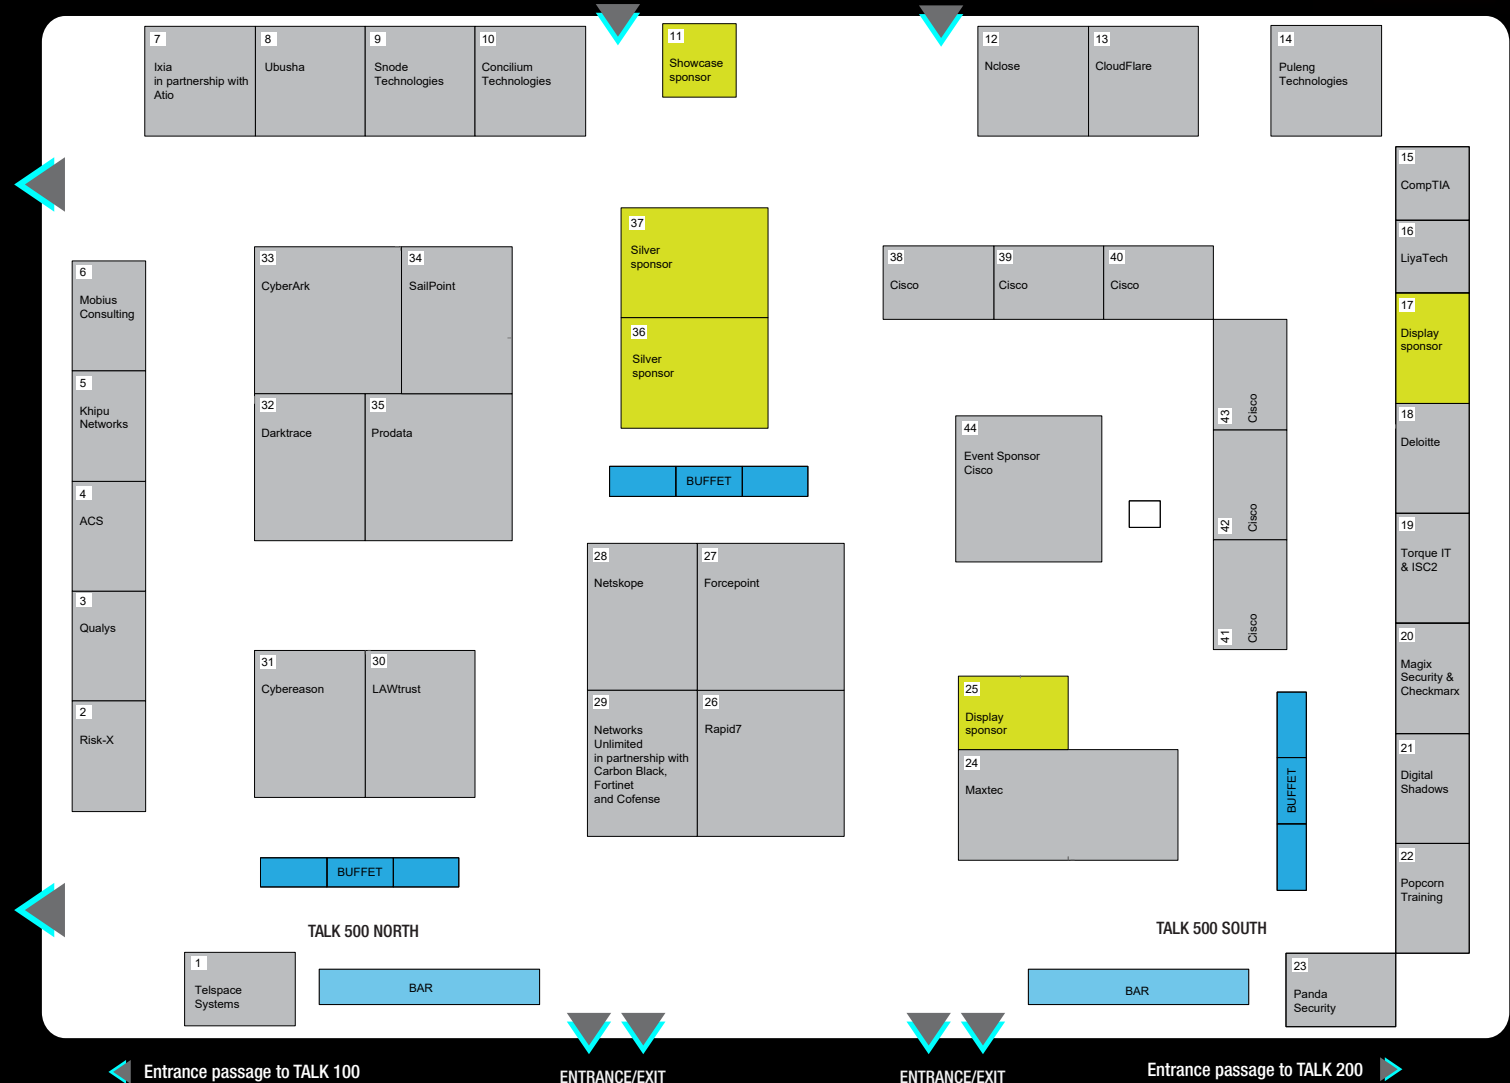 7
Ixia
in partnership with
Atio
8
Ubusha
9
Snode
Technologies
10
Concilium
Technologies
11
Showcase
sponsor
12
Nclose
13
CloudFlare
14
Puleng
Technologies
15
CompTIA
16
LiyaTech
17
Display
sponsor
18
Deloitte
19
Torque IT
& ISC2
20
Magix
Security &
Checkmarx
21
Digital
Shadows
22
Popcorn
Training
23
Panda
Security
6
Mobius
Consulting
5
Khipu
Networks
4
ACS
3
Qualys
2
Risk-X
33
CyberArk
34
SailPoint
32
Darktrace
35
Prodata
37
Silver
sponsor
36
Silver
sponsor
BUFFET
38
Cisco
39
Cisco
40
Cisco
43
Cisco
42
Cisco
41
Cisco
44
Event Sponsor
Cisco
28
Netskope
27
Forcepoint
29
Networks
Unlimited
in partnership with
Carbon Black,
Fortinet
and Cofense
26
Rapid7
31
Cybereason
30
LAWtrust
25
Display
sponsor
24
Maxtec
BUFFET
BUFFET
TALK 500 NORTH
TALK 500 SOUTH
1
Telspace
Systems
BAR
BAR
Entrance passage to TALK 100
ENTRANCE/EXIT
ENTRANCE/EXIT
Entrance passage to TALK 200